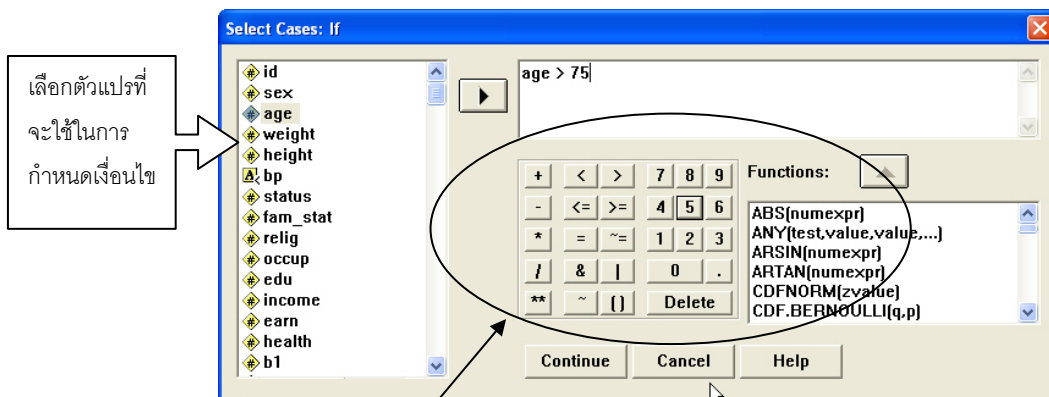 Select Cases: If
เลือกตัวแปรที่
จะใช้ในการ
กำหนดเงื่อนไข
id
sex
age
weight
height
bp
status
fam_stat
relig
occup
edu
income
earn
health
b1
age > 75
+ < > 7 8 9
- <= >= 4 5 6
* = ~= 1 2 3
/ & | 0 .
** ~ () Delete
Functions:
ABS(numexpr)
ANY(test,value,value,...)
ARSIN(numexpr)
ARTAN(numexpr)
CDFNORM(zvalue)
CDF.BERNOULLI(q,p)
Continue Cancel Help